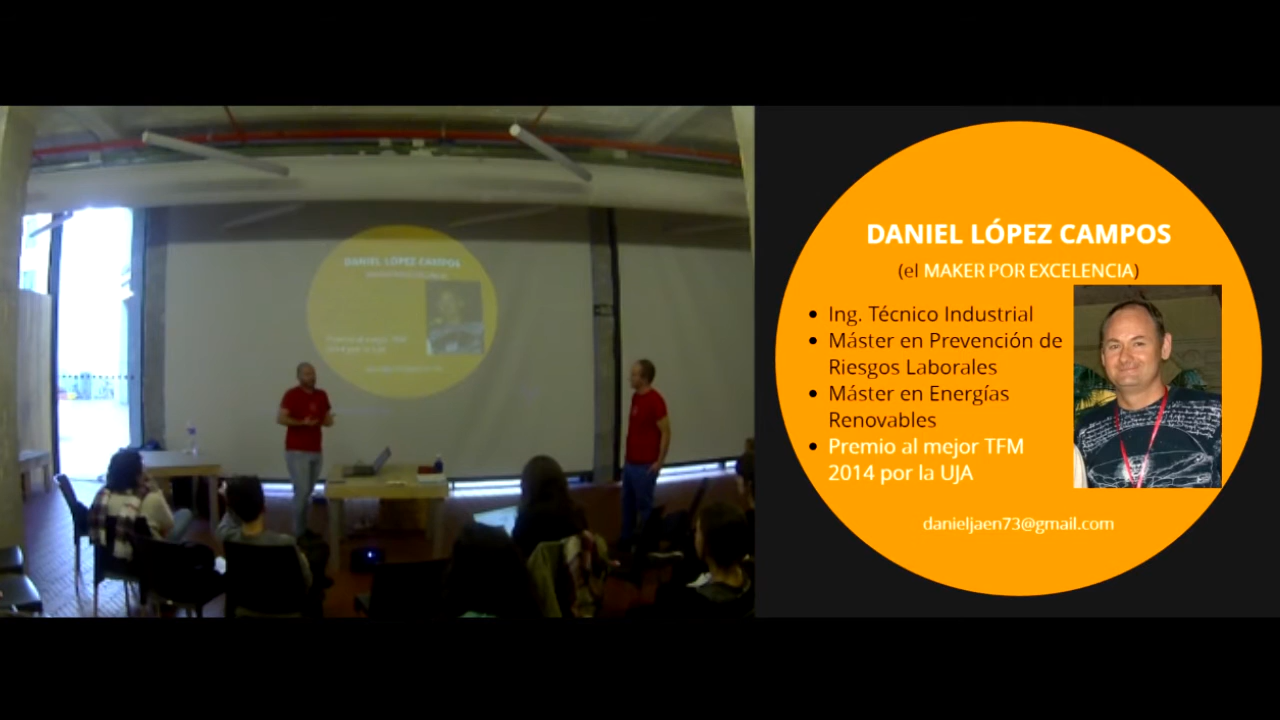 DANIEL LÓPEZ CAMPOS
(el MAKER POR EXCELENCIA)
• Ing. Técnico Industrial
• Máster en Prevención de
Riesgos Laborales
• Máster en Energías
Renovables
• Premio al mejor TFM
2014 por la UJA
danieljaen73@gmail.com
DANIEL LÓPEZ CAMPOS